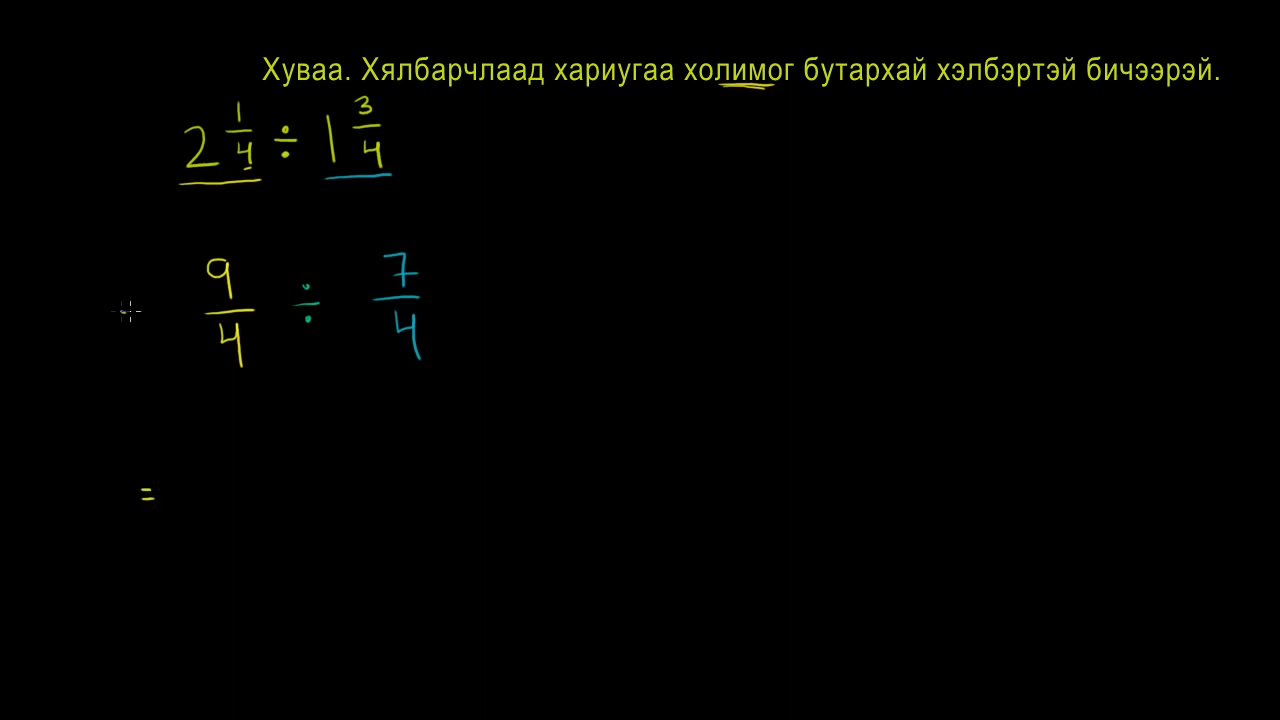 Хуваа. Хялбарчлаад хариугаа холимог бутархай хэлбэртэй бичээрэй.
2 1/4 ÷ 1 3/4
9/4 ÷ 7/4
=